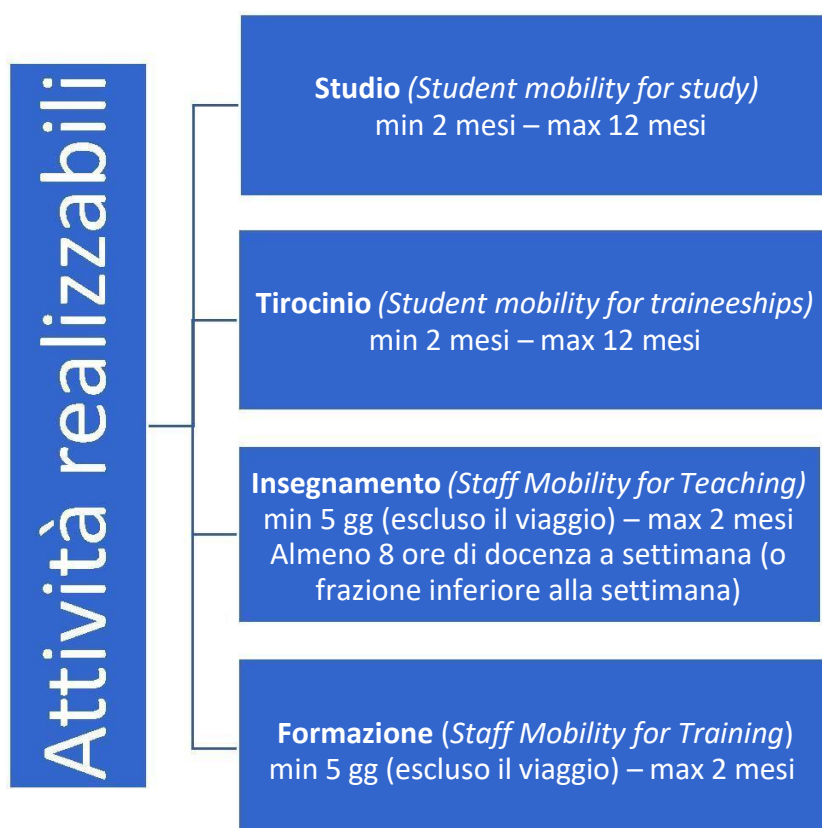 Attività realizzabili
Studio (Student mobility for study)
min 2 mesi – max 12 mesi
Tirocinio (Student mobility for traineeships)
min 2 mesi – max 12 mesi
Insegnamento (Staff Mobility for Teaching)
min 5 gg (escluso il viaggio) – max 2 mesi
Almeno 8 ore di docenza a settimana (o
frazione inferiore alla settimana)
Formazione (Staff Mobility for Training)
min 5 gg (escluso il viaggio) – max 2 mesi